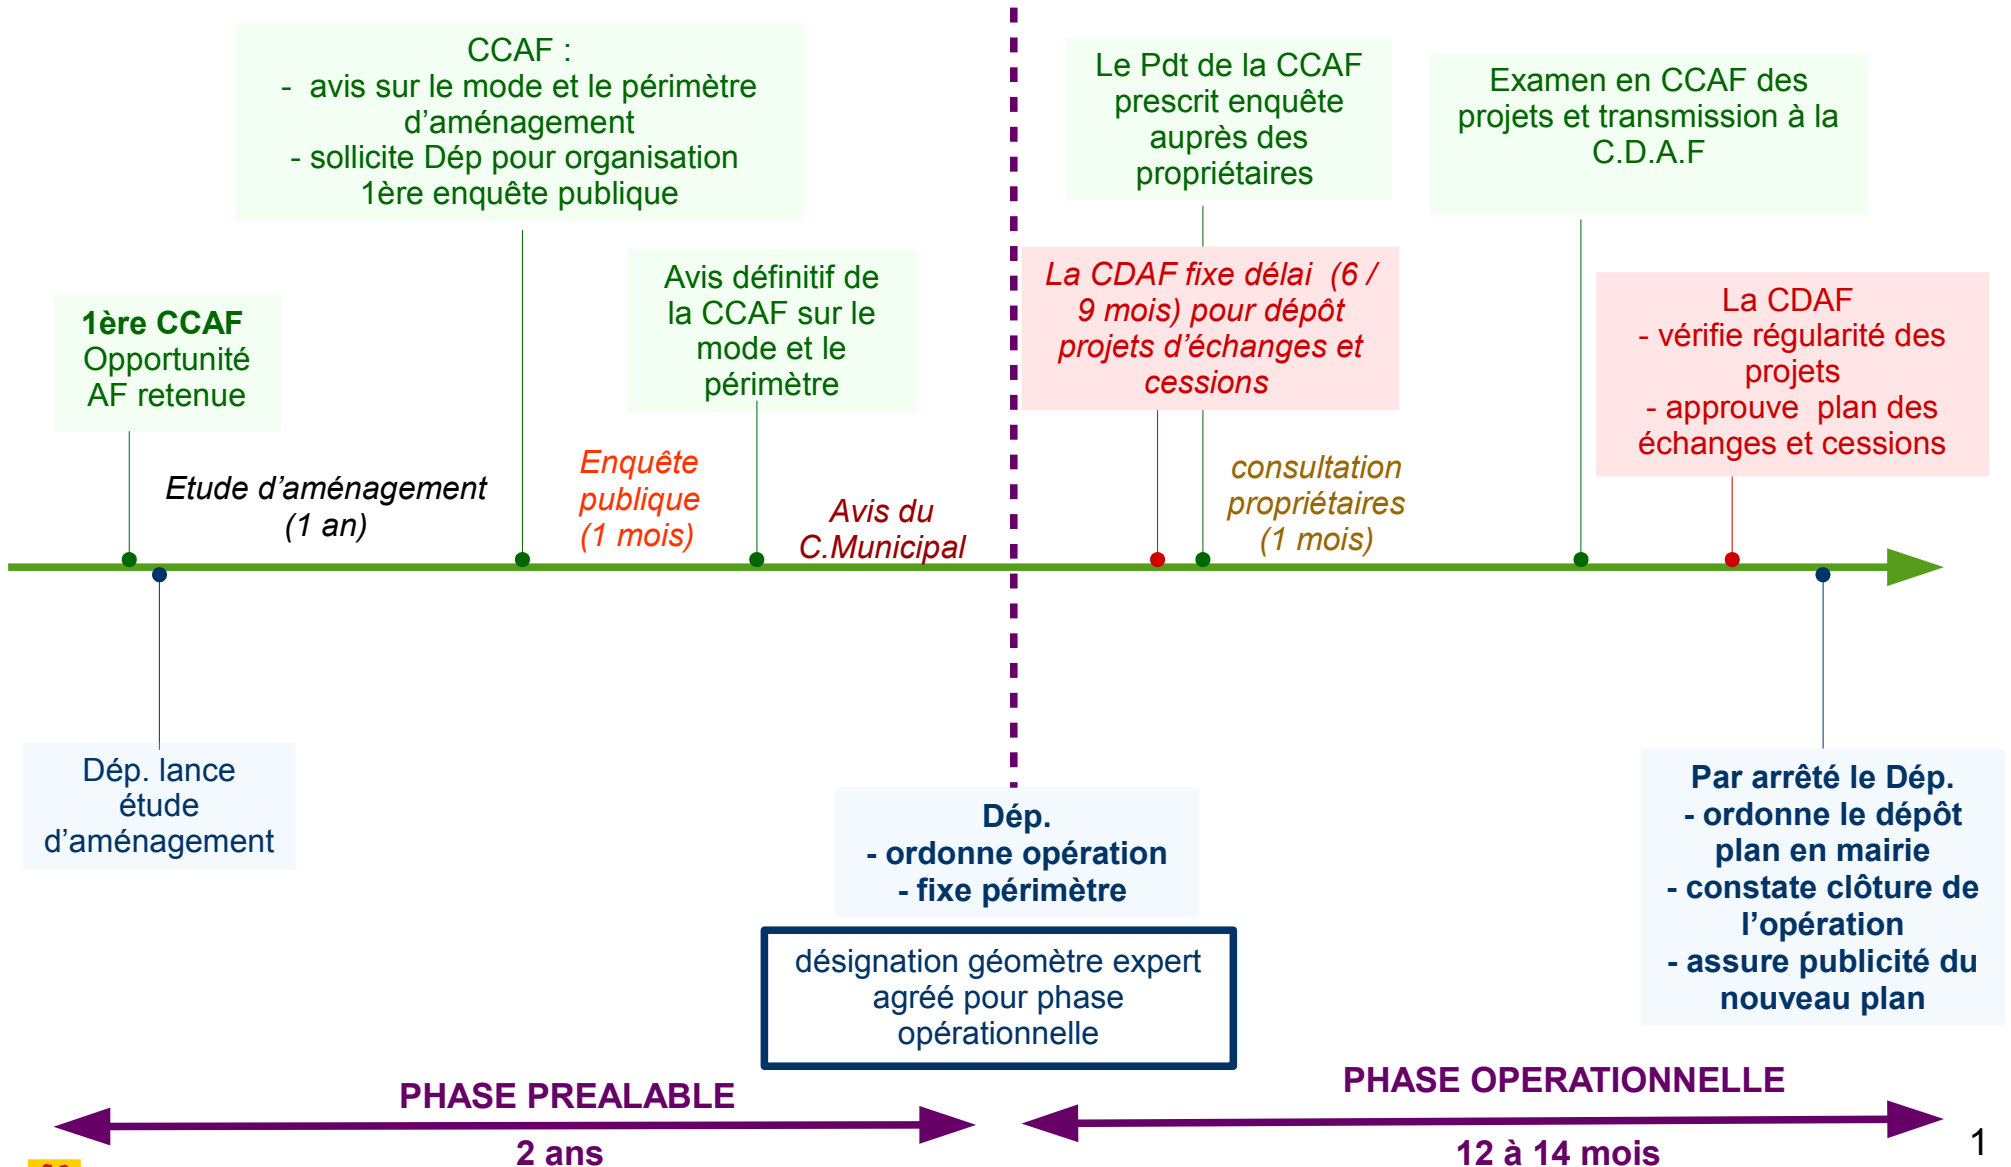 CCAF :
- avis sur le mode et le périmètre
d’aménagement
- sollicite Dép pour organisation
1ère enquête publique
Le Pdt de la CCAF
prescrit enquête
auprès des
propriétaires
Examen en CCAF des
projets et transmission à la
C.D.A.F
1ère CCAF
Opportunité
AF retenue
Avis définitif de
la CCAF sur le
mode et le
périmètre
La CDAF fixe délai (6 /
9 mois) pour dépôt
projets d’échanges et
cessions
La CDAF
- vérifie régularité des
projets
- approuve plan des
échanges et cessions
Etude d’aménagement
(1 an)
Enquête
publique
(1 mois)
Avis du
C.Municipal
consultation
propriétaires
(1 mois)
Dép. lance
étude
d’aménagement
Dép.
- ordonne opération
- fixe périmètre
désignation géomètre expert
agréé pour phase
opérationnelle
Par arrêté le Dép.
- ordonne le dépôt
plan en mairie
- constate clôture de
l’opération
- assure publicité du
nouveau plan
PHASE PREALABLE
2 ans
PHASE OPERATIONNELLE
12 à 14 mois
1